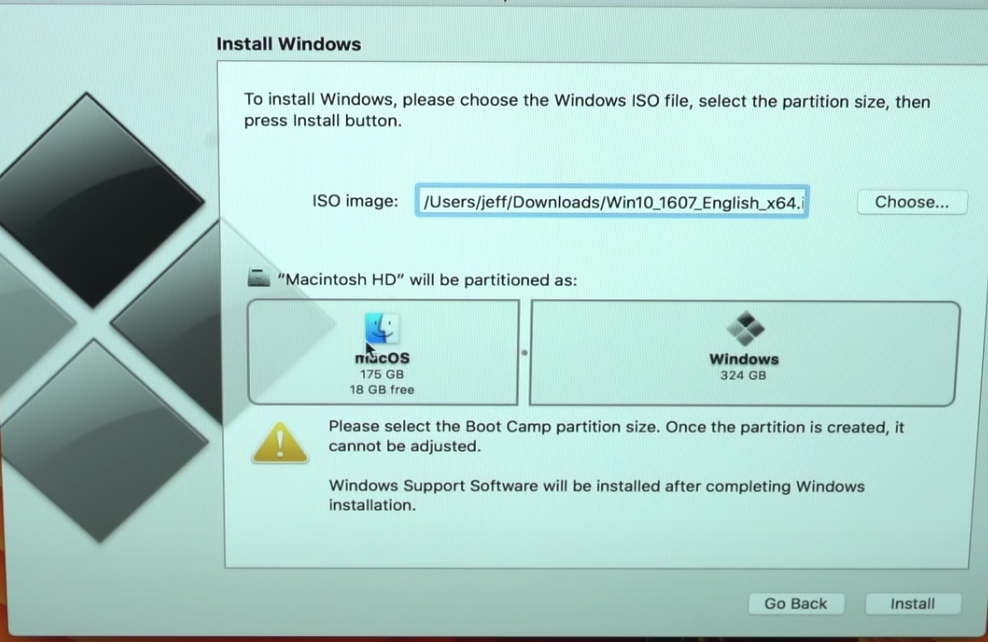 Install Windows
To install Windows, please choose the Windows ISO file, select the partition size, then
press Install button.
ISO image: /Users/jeff/Downloads/Win10_1607_English_x64.i Choose...
"Macintosh HD" will be partitioned as:
macOS
175 GB
18 GB free
Windows
324 GB
Please select the Boot Camp partition size. Once the partition is created, it
cannot be adjusted.
Windows Support Software will be installed after completing Windows
installation.
Go Back Install